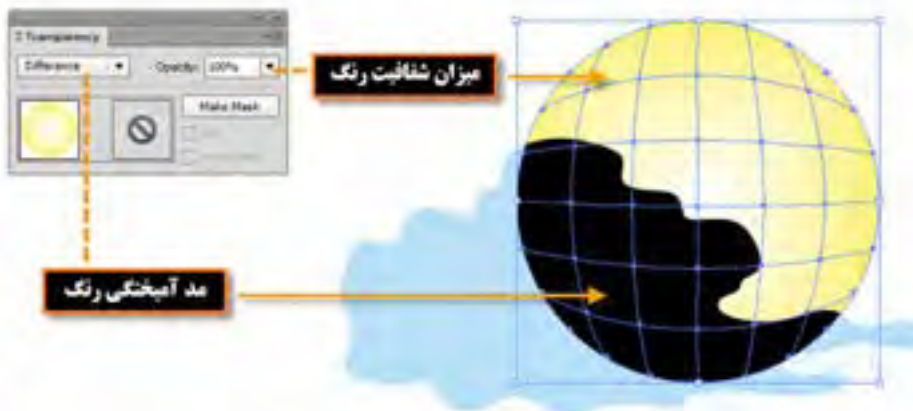 Transparency
Difference
Opacity: 100%
Make Mask
میزان شفافیت رنگ
مد آمیختگی رنگ